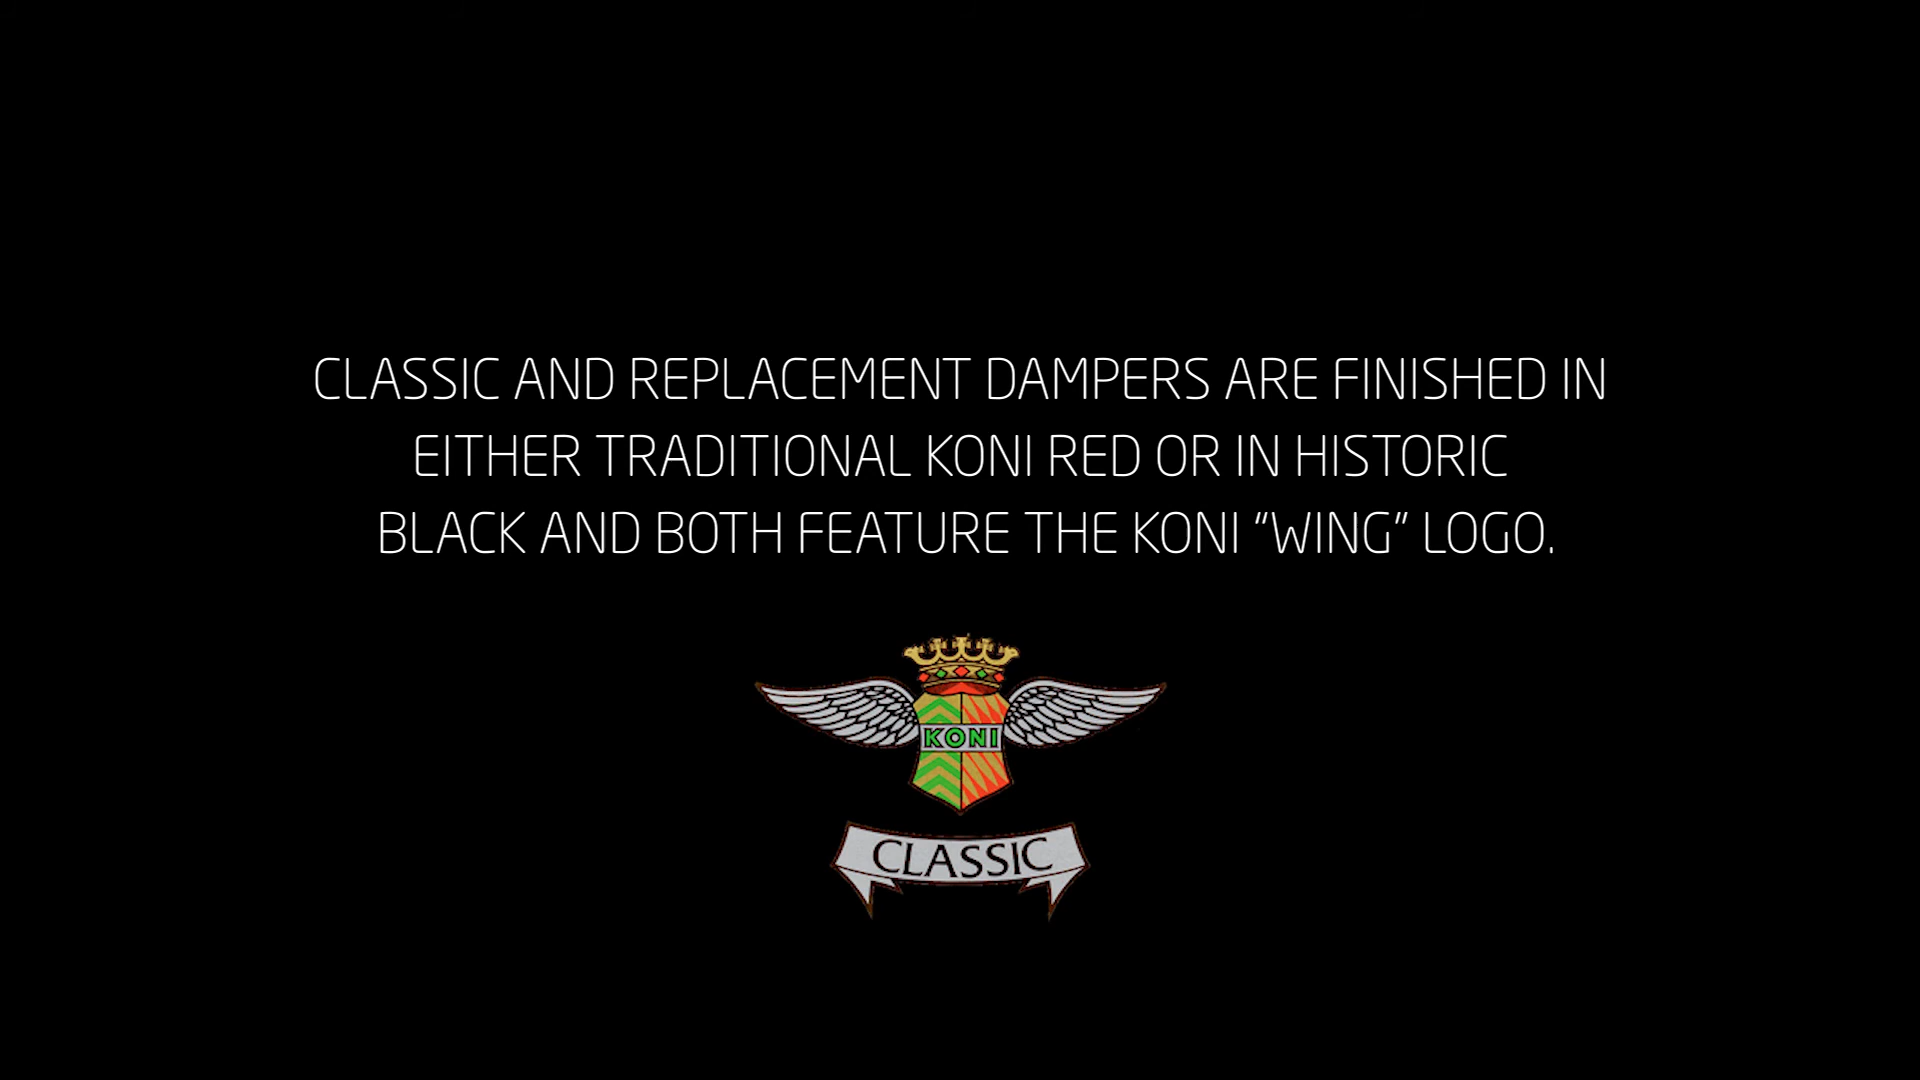 CLASSIC AND REPLACEMENT DAMPERS ARE FINISHED IN
EITHER TRADITIONAL KONI RED OR IN HISTORIC
BLACK AND BOTH FEATURE THE KONI “WING” LOGO.
KONI
CLASSIC